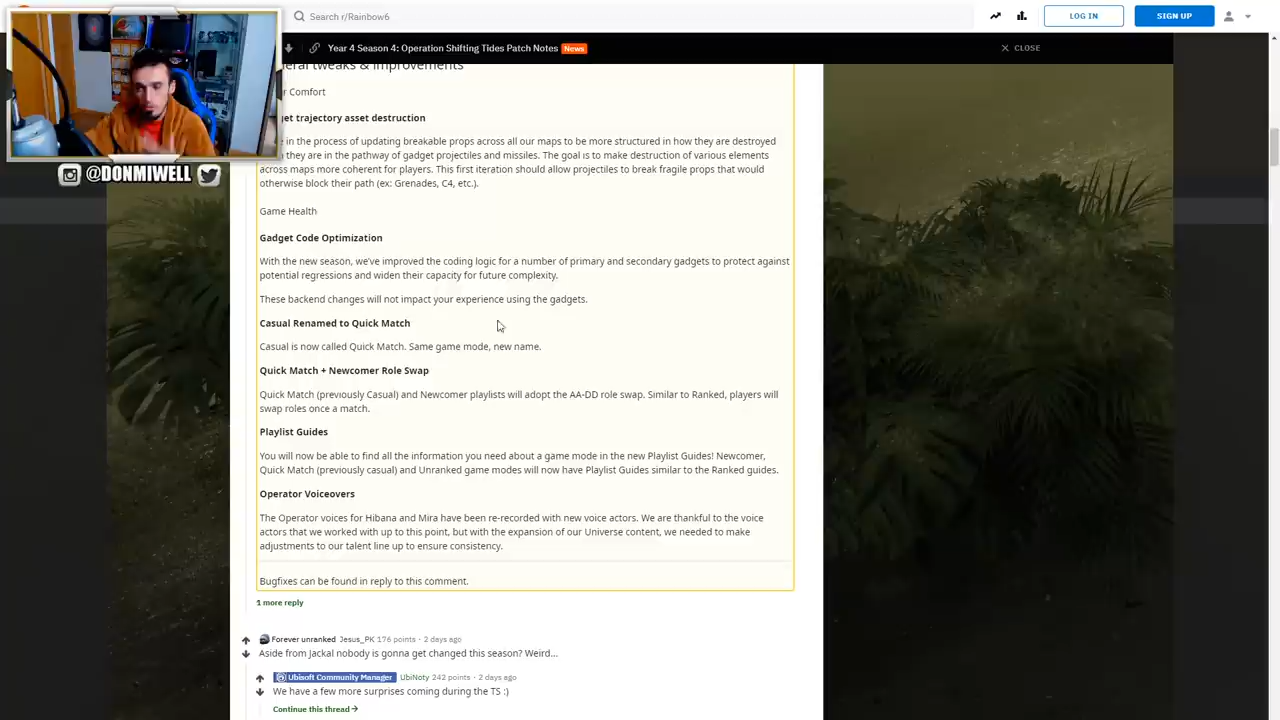 Search r/Rainbow6
LOG IN
SIGN UP
Year 4 Season 4: Operation Shifting Tides Patch Notes News
CLOSE
eral tweaks & improvements
r Comfort
get trajectory asset destruction
in the process of updating breakable props across all our maps to be more structured in how they are destroyed
they are in the pathway of gadget projectiles and missiles. The goal is to make destruction of various elements
across maps more coherent for players. This first iteration should allow projectiles to break fragile props that would
otherwise block their path (ex: Grenades, C4, etc.).
@DONMIWELL
Game Health
Gadget Code Optimization
With the new season, we've improved the coding logic for a number of primary and secondary gadgets to protect against
potential regressions and widen their capacity for future complexity.
These backend changes will not impact your experience using the gadgets.
Casual Renamed to Quick Match
Casual is now called Quick Match. Same game mode, new name.
Quick Match + Newcomer Role Swap
Quick Match (previously Casual) and Newcomer playlists will adopt the AA-DD role swap. Similar to Ranked, players will
swap roles once a match.
Playlist Guides
You will now be able to find all the information you need about a game mode in the new Playlist Guides! Newcomer,
Quick Match (previously casual) and Unranked game modes will now have Playlist Guides similar to the Ranked guides.
Operator Voiceovers
The Operator voices for Hibana and Mira have been re-recorded with new voice actors. We are thankful to the voice
actors that we worked with up to this point, but with the expansion of our Universe content, we needed to make
adjustments to our talent line up to ensure consistency.
Bugfixes can be found in reply to this comment.
1 more reply
Forever unranked Jesus_PK 176 points · 2 days ago
Aside from Jackal nobody is gonna get changed this season? Weird...
Ubisoft Community Manager UbiNoty 242 points · 2 days ago
We have a few more surprises coming during the TS :)
Continue this thread →